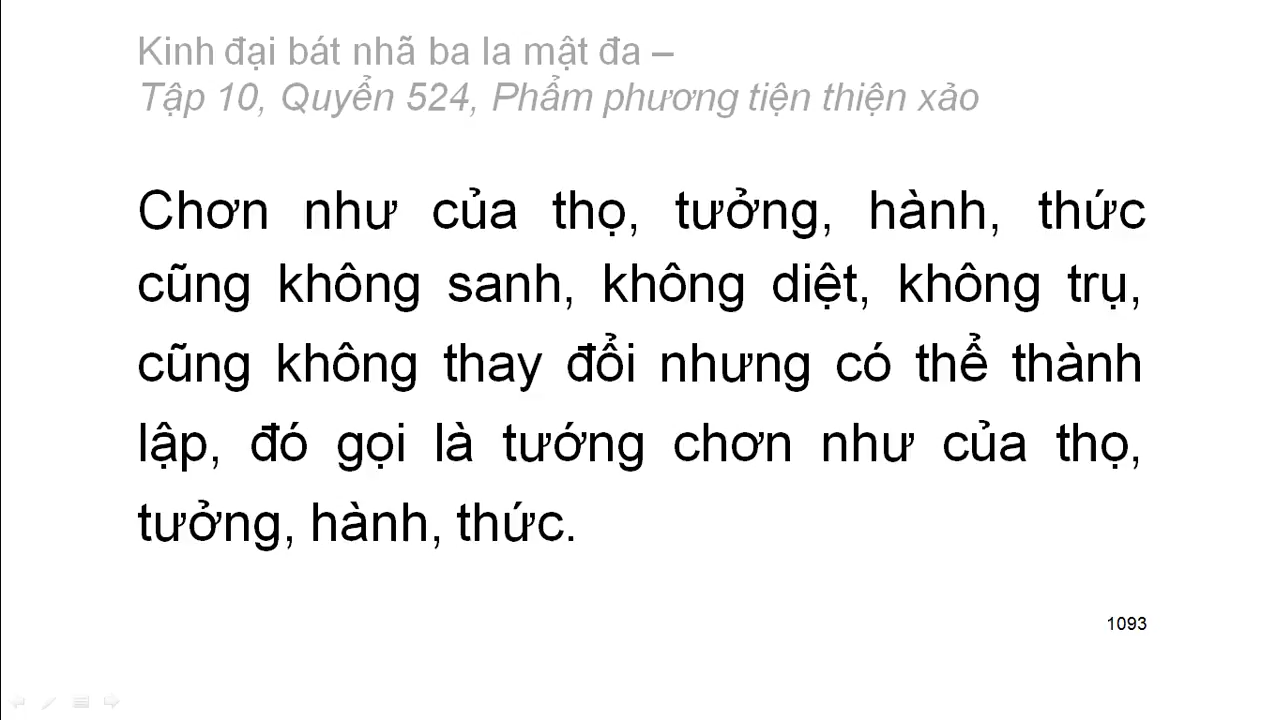 Kinh đại bát nhã ba la mật đa –
Tập 10, Quyển 524, Phẩm phương tiện thiện xảo
Chơn như của thọ, tưởng, hành, thức
cũng không sanh, không diệt, không trụ,
cũng không thay đổi nhưng có thể thành
lập, đó gọi là tướng chơn như của thọ,
tưởng, hành, thức.
1093